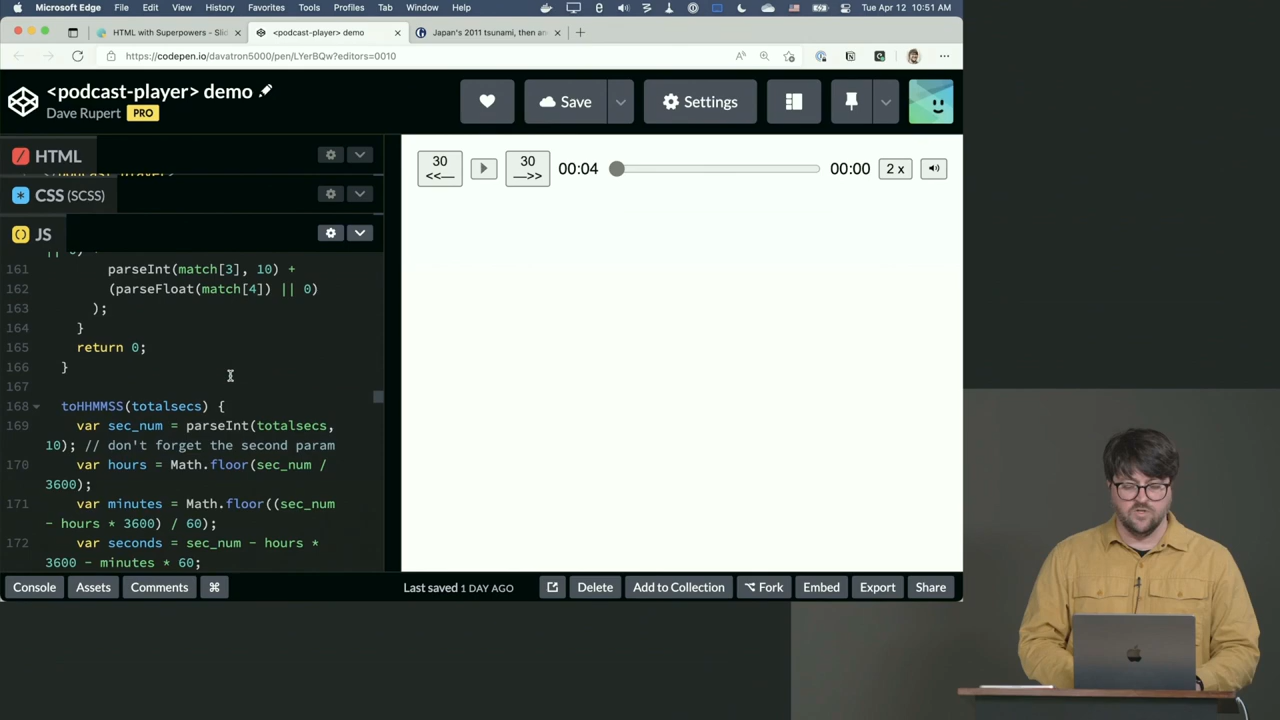 Microsoft Edge File Edit View History Favorites Tools Profiles Tab Window Help Tue Apr 12 10:51 AM
HTML with Superpowers - Slid
<podcast-player> demo
Japan's 2011 tsunami, then an
https://codepen.io/davatron5000/pen/LYerBQw?editors=0010
<podcast-player> demo
Dave Rupert PRO
Save
Settings
HTML
CSS (SCSS)
JS
161 parseInt(match[3], 10) +
162 (parseFloat(match[4]) || 0)
163 );
164 }
165 return 0;
166 }
167
168 toHHMMSS(totalsecs) {
169 var sec_num = parseInt(totalsecs,
10); // don't forget the second param
170 var hours = Math.floor(sec_num /
3600);
171 var minutes = Math.floor((sec_num
- hours * 3600) / 60);
172 var seconds = sec_num - hours *
3600 - minutes * 60;
30
<<—
30
—>>
00:04
00:00
2 x
Console Assets Comments ⌘
Last saved 1 DAY AGO
Delete Add to Collection Fork Embed Export Share